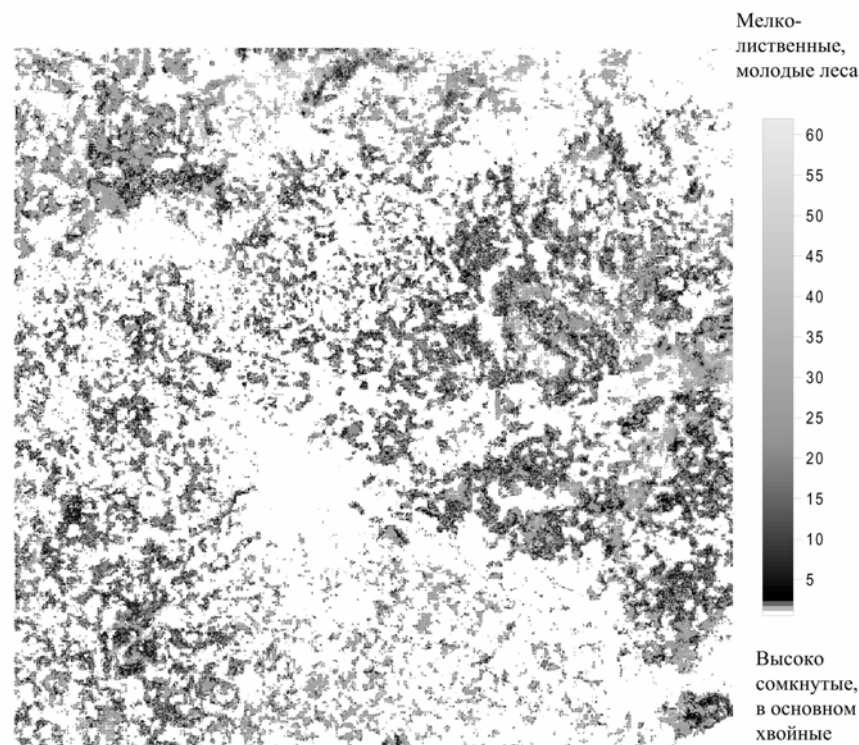 Мелко-
лиственные,
молодые леса
60
55
50
45
40
35
30
25
20
15
10
5
Высоко
сомкнутые,
в основном
хвойные